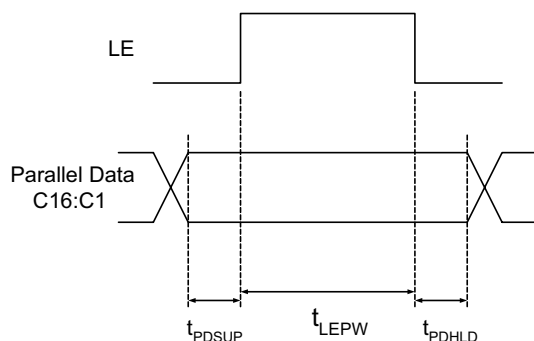 LE
Parallel Data
C16:C1
tPDSUP
tLEPW
tPDHLD